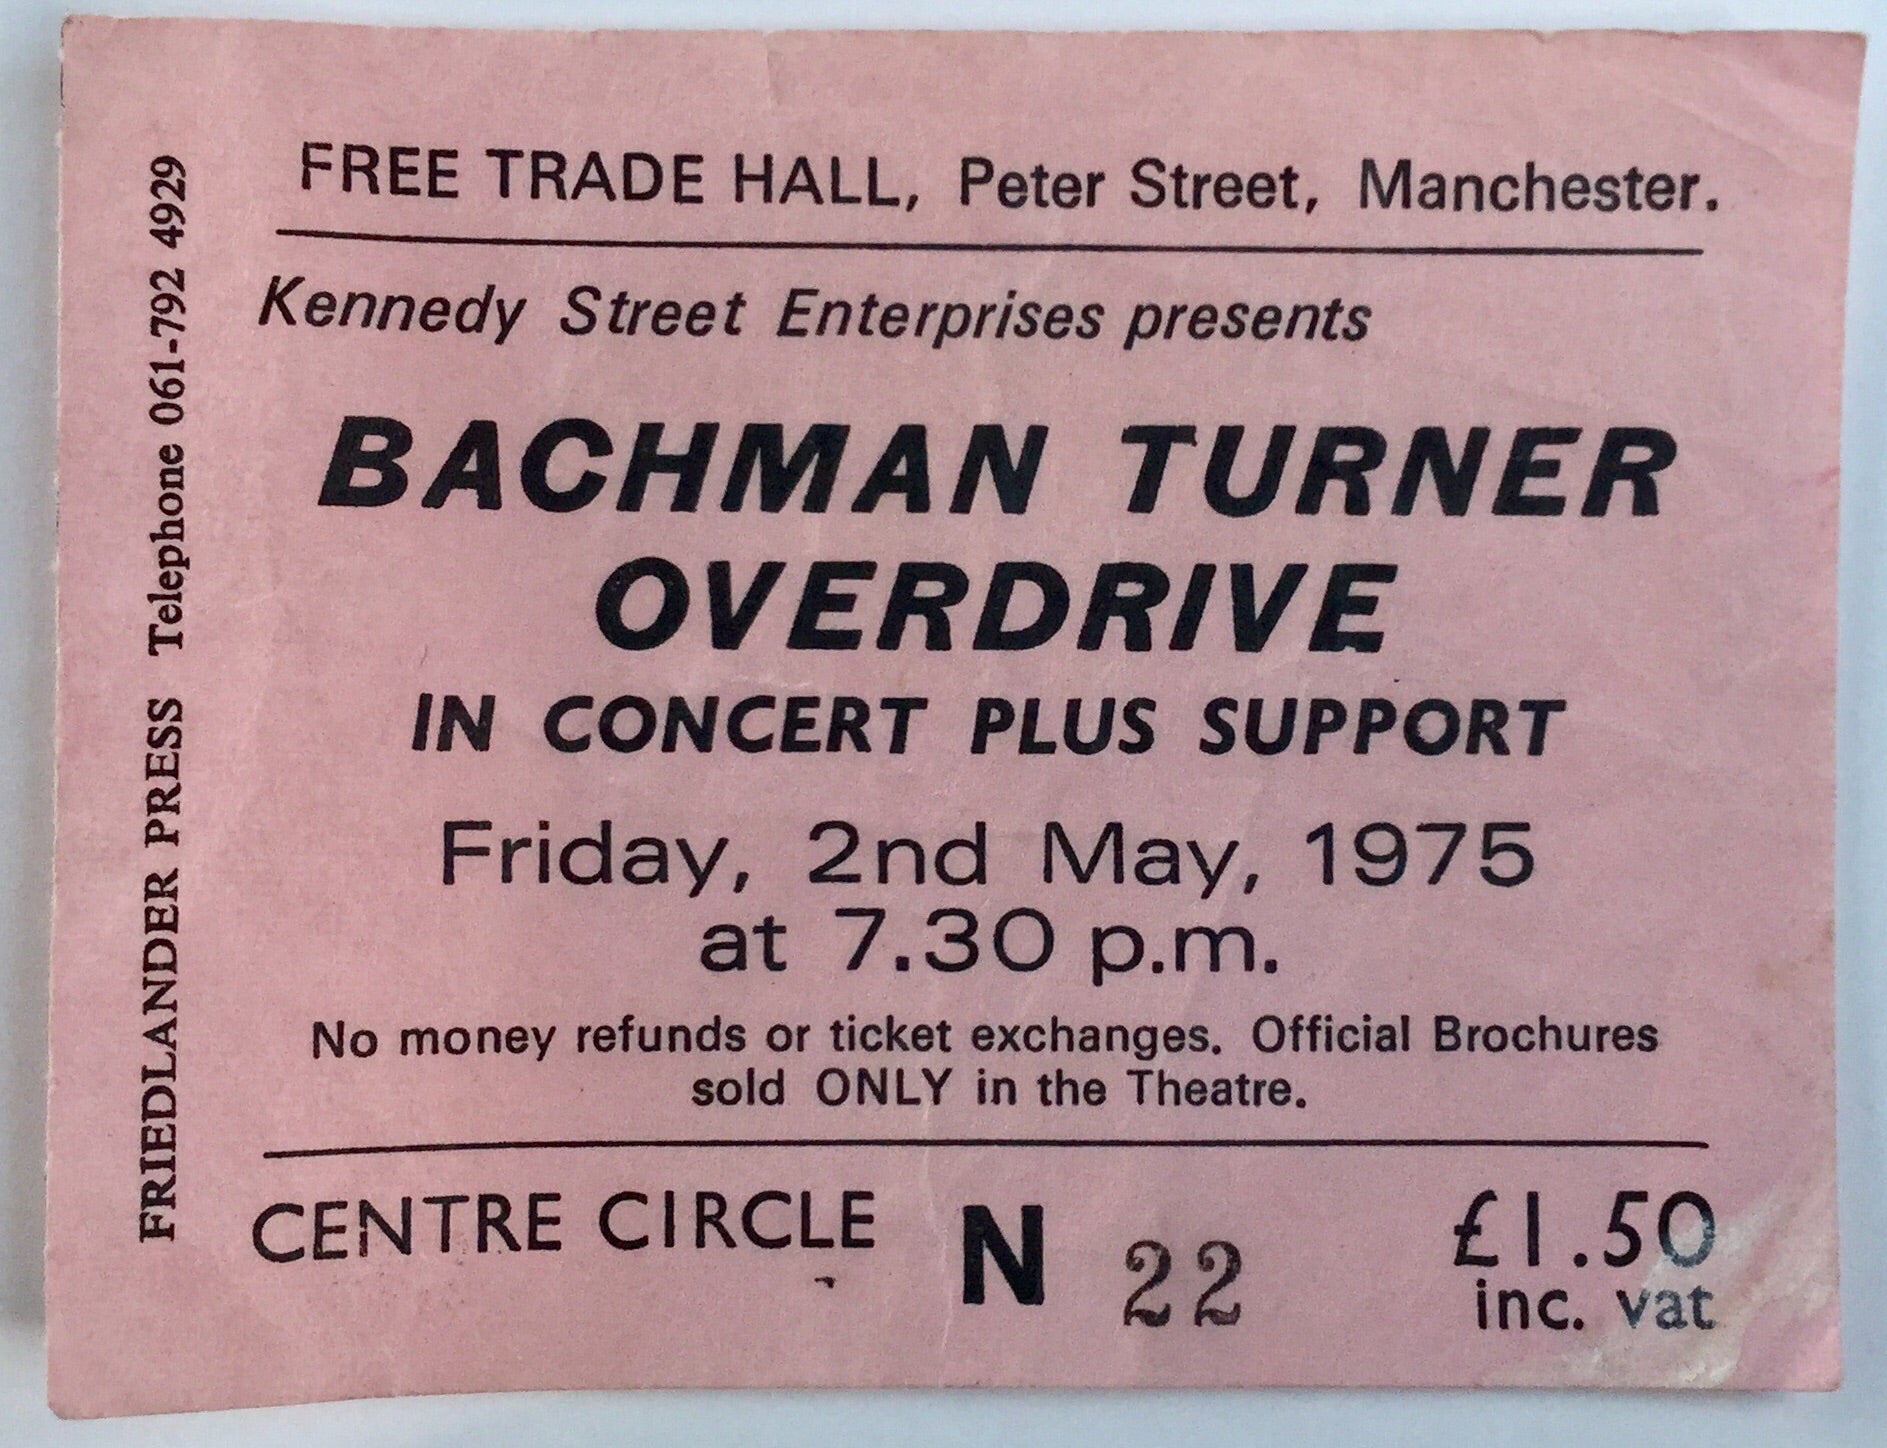 FREE TRADE HALL, Peter Street, Manchester.
Kennedy Street Enterprises presents
BACHMAN TURNER
OVERDRIVE
IN CONCERT PLUS SUPPORT
Friday, 2nd May, 1975
at 7.30 p.m.
No money refunds or ticket exchanges. Official Brochures
sold ONLY in the Theatre.
CENTRE CIRCLE N 22 £1.50
inc. vat
FRIEDLANDER PRESS Telephone 061-792 4929